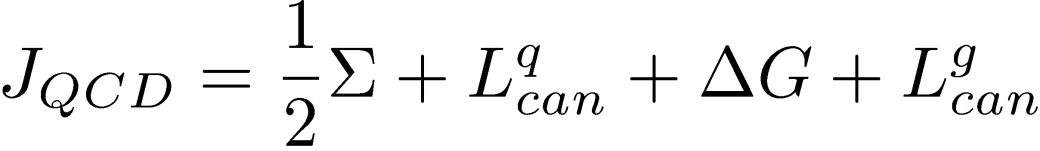 J_{QCD} = \frac{1}{2}\Sigma + L^{q}_{can} + \Delta G + L^{g}_{can}